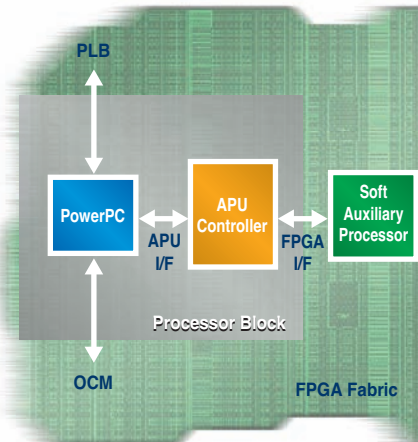 PLB
PowerPC
APU
Controller
Soft
Auxiliary
Processor
APU
I/F
FPGA
I/F
Processor Block
OCM
FPGA Fabric